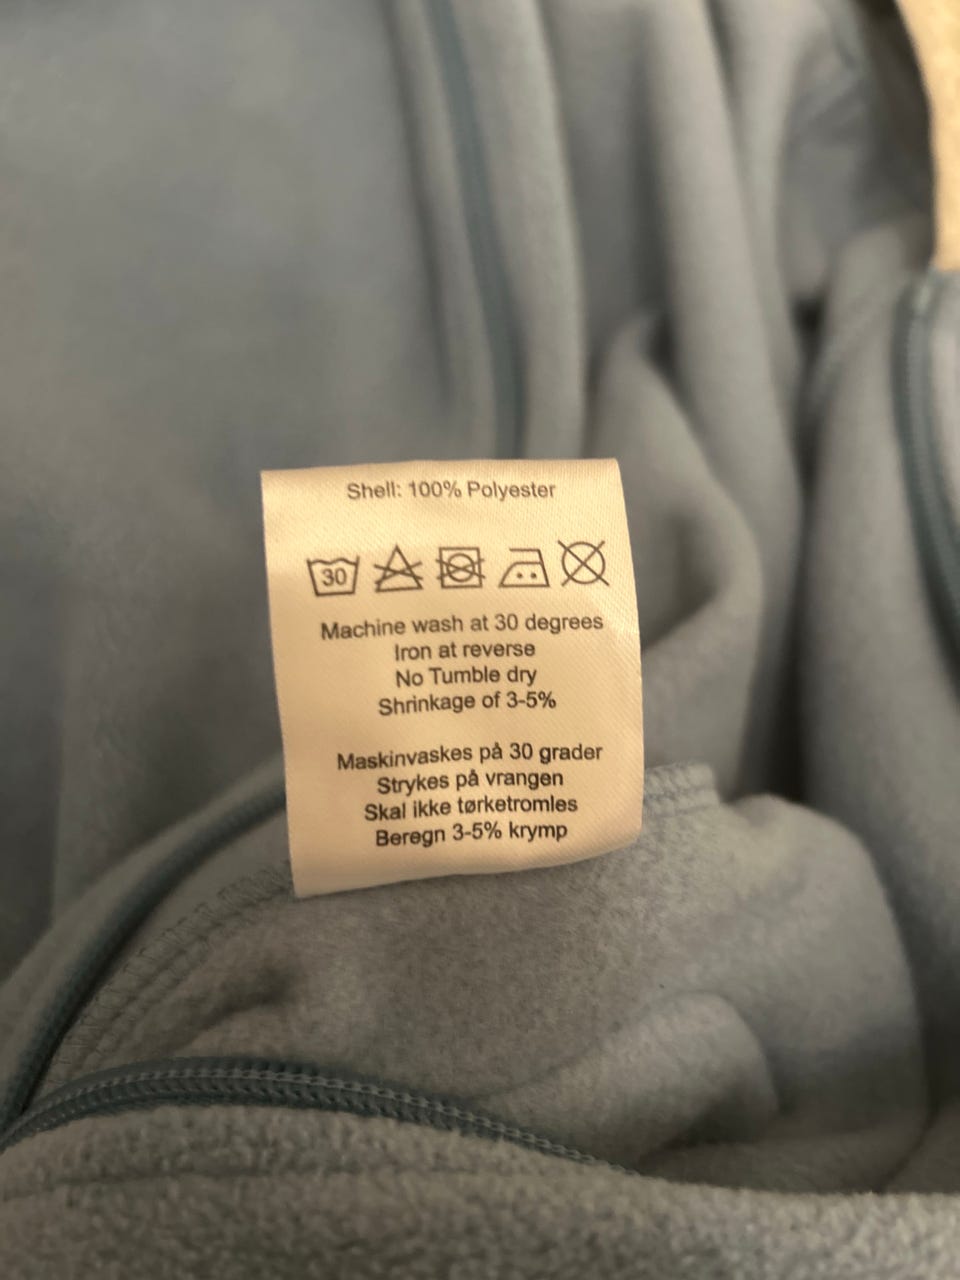 Shell: 100% Polyester
30
Machine wash at 30 degrees
Iron at reverse
No Tumble dry
Shrinkage of 3-5%
Maskinvaskes på 30 grader
Strykes på vrangen
Skal ikke tørketromles
Beregn 3-5% krymp